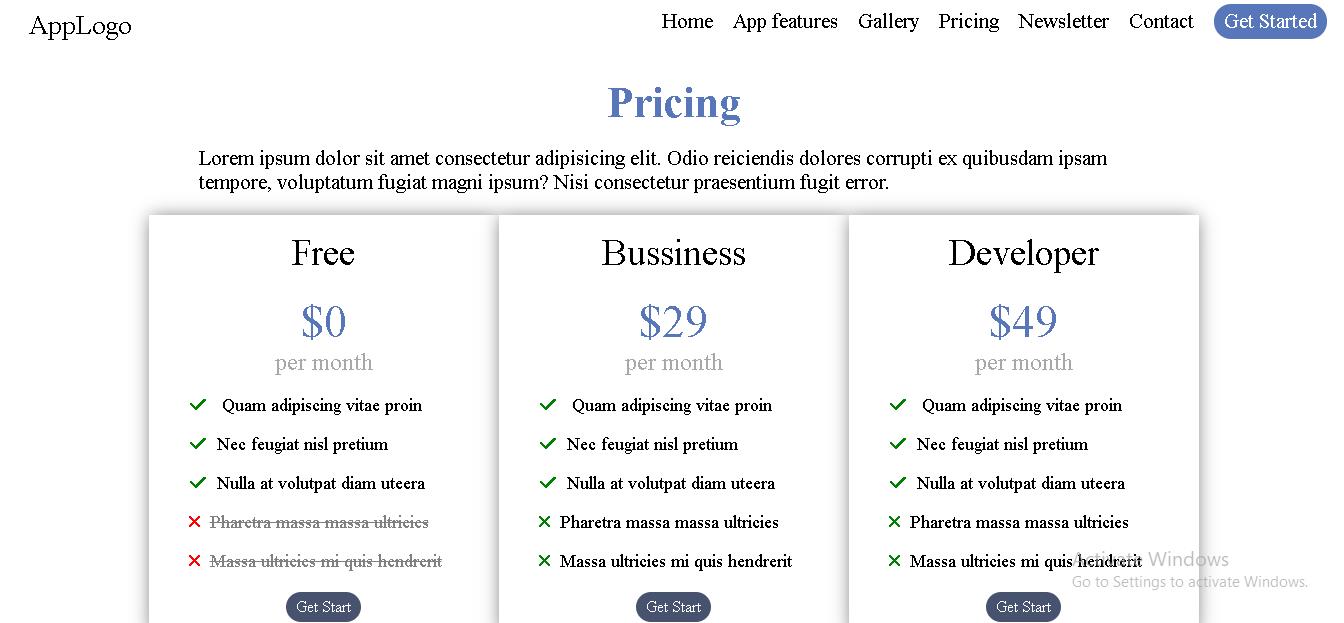 AppLogo
Home App features Gallery Pricing Newsletter Contact Get Started
Pricing
Lorem ipsum dolor sit amet consectetur adipisicing elit. Odio reiciendis dolores corrupti ex quibusdam ipsam
tempore, voluptatum fugiat magni ipsum? Nisi consectetur praesentium fugit error.
Free
$0
per month
Quam adipiscing vitae proin
Nec feugiat nisl pretium
Nulla at volutpat diam uteera
Pharetra massa massa ultricies
Massa ultricies mi quis hendrerit
Get Start
Bussiness
$29
per month
Quam adipiscing vitae proin
Nec feugiat nisl pretium
Nulla at volutpat diam uteera
Pharetra massa massa ultricies
Massa ultricies mi quis hendrerit
Get Start
Developer
$49
per month
Quam adipiscing vitae proin
Nec feugiat nisl pretium
Nulla at volutpat diam uteera
Pharetra massa massa ultricies
Massa ultricies mi quis hendrerit
Get Start
Activate Windows
Go to Settings to activate Windows.